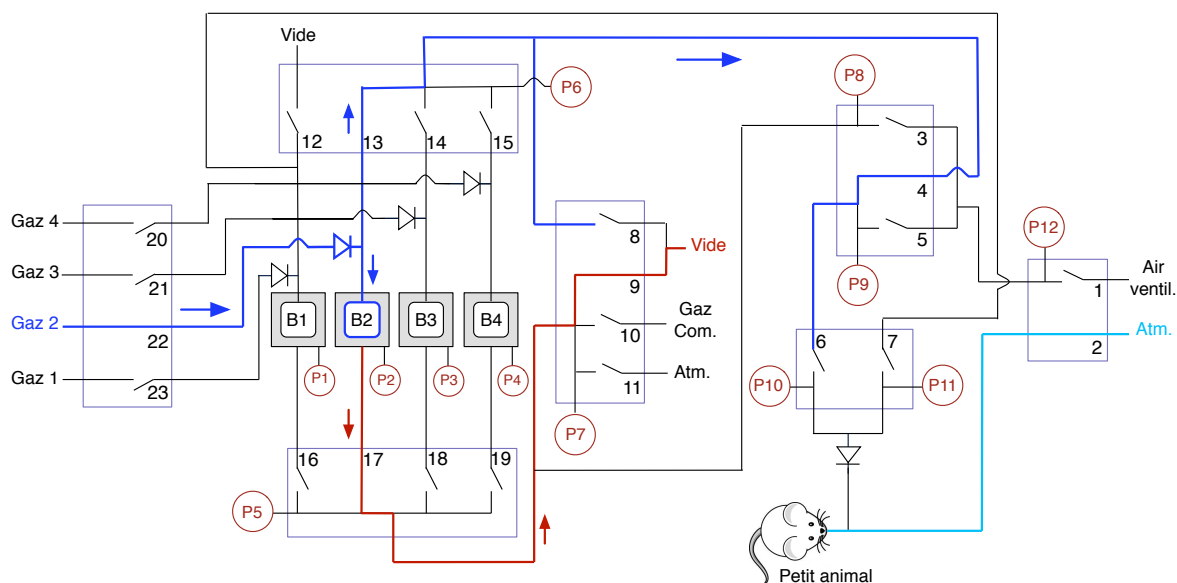 Vide
P6
P8
12
13
14
15
3
4
5
P9
P12
Air
ventil.
1
Atm.
2
Gaz 4
20
Gaz 3
21
Gaz 2
22
Gaz 1
23
B1
B2
B3
B4
P1
P2
P3
P4
8
Vide
9
Gaz
Com.
10
Atm.
11
P7
6
7
P10
P11
16
17
18
19
P5
Petit animal